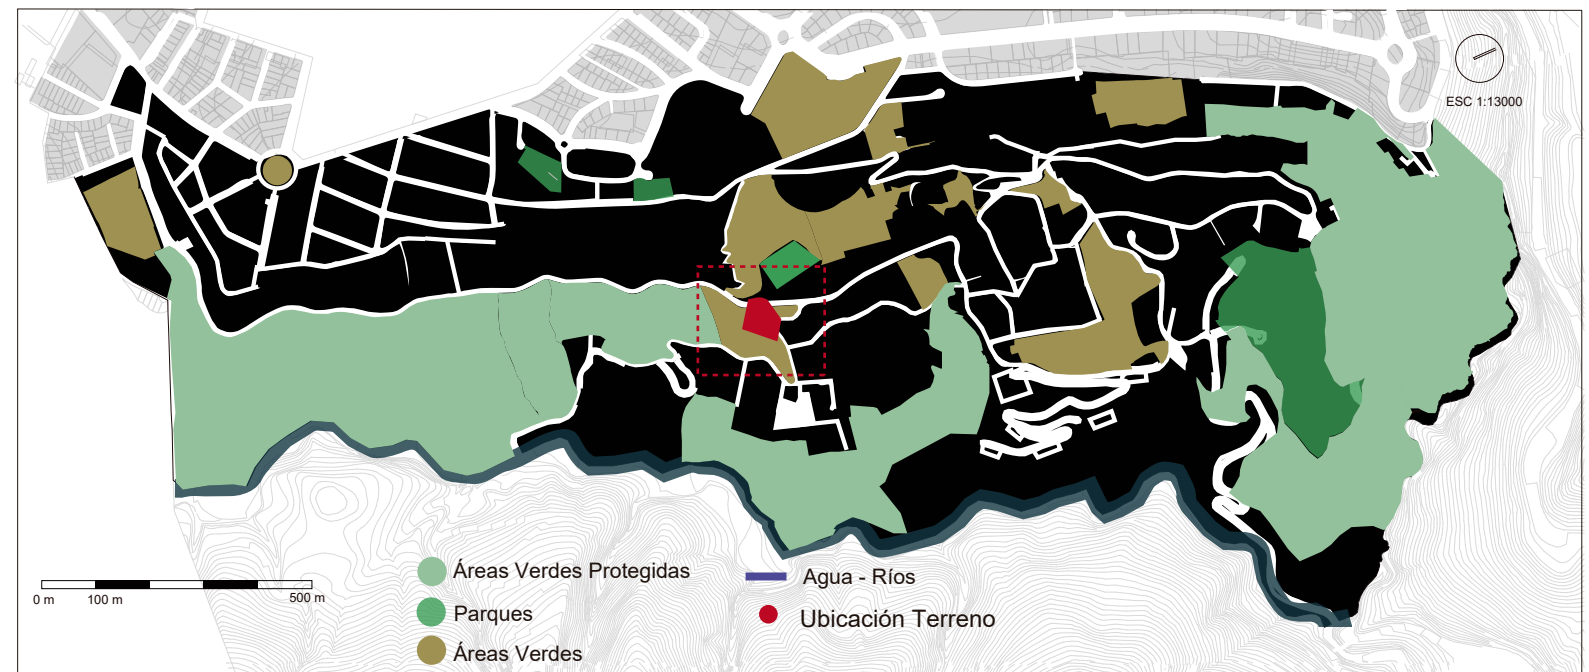 ESC 1:13000
0 m 100 m 500 m
Áreas Verdes Protegidas
Parques
Áreas Verdes
Agua - Ríos
Ubicación Terreno